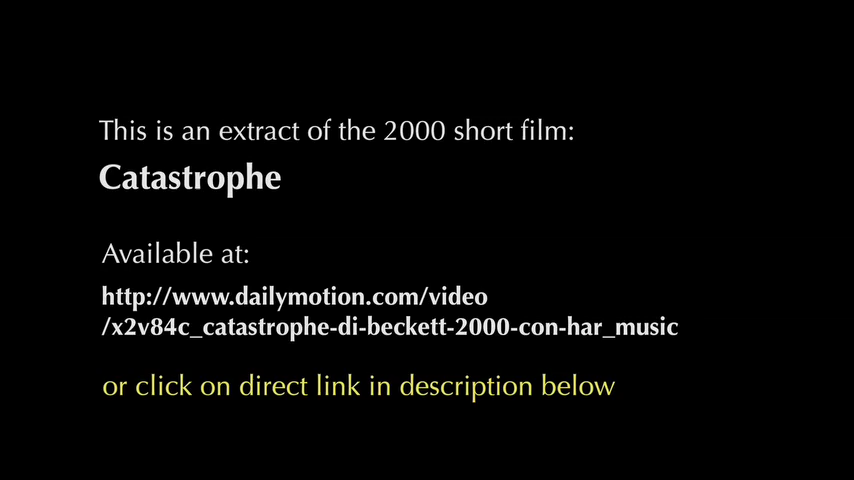 This is an extract of the 2000 short film:
Catastrophe
Available at:
http://www.dailymotion.com/video
/x2v84c_catastrophe-di-beckett-2000-con-har_music
or click on direct link in description below